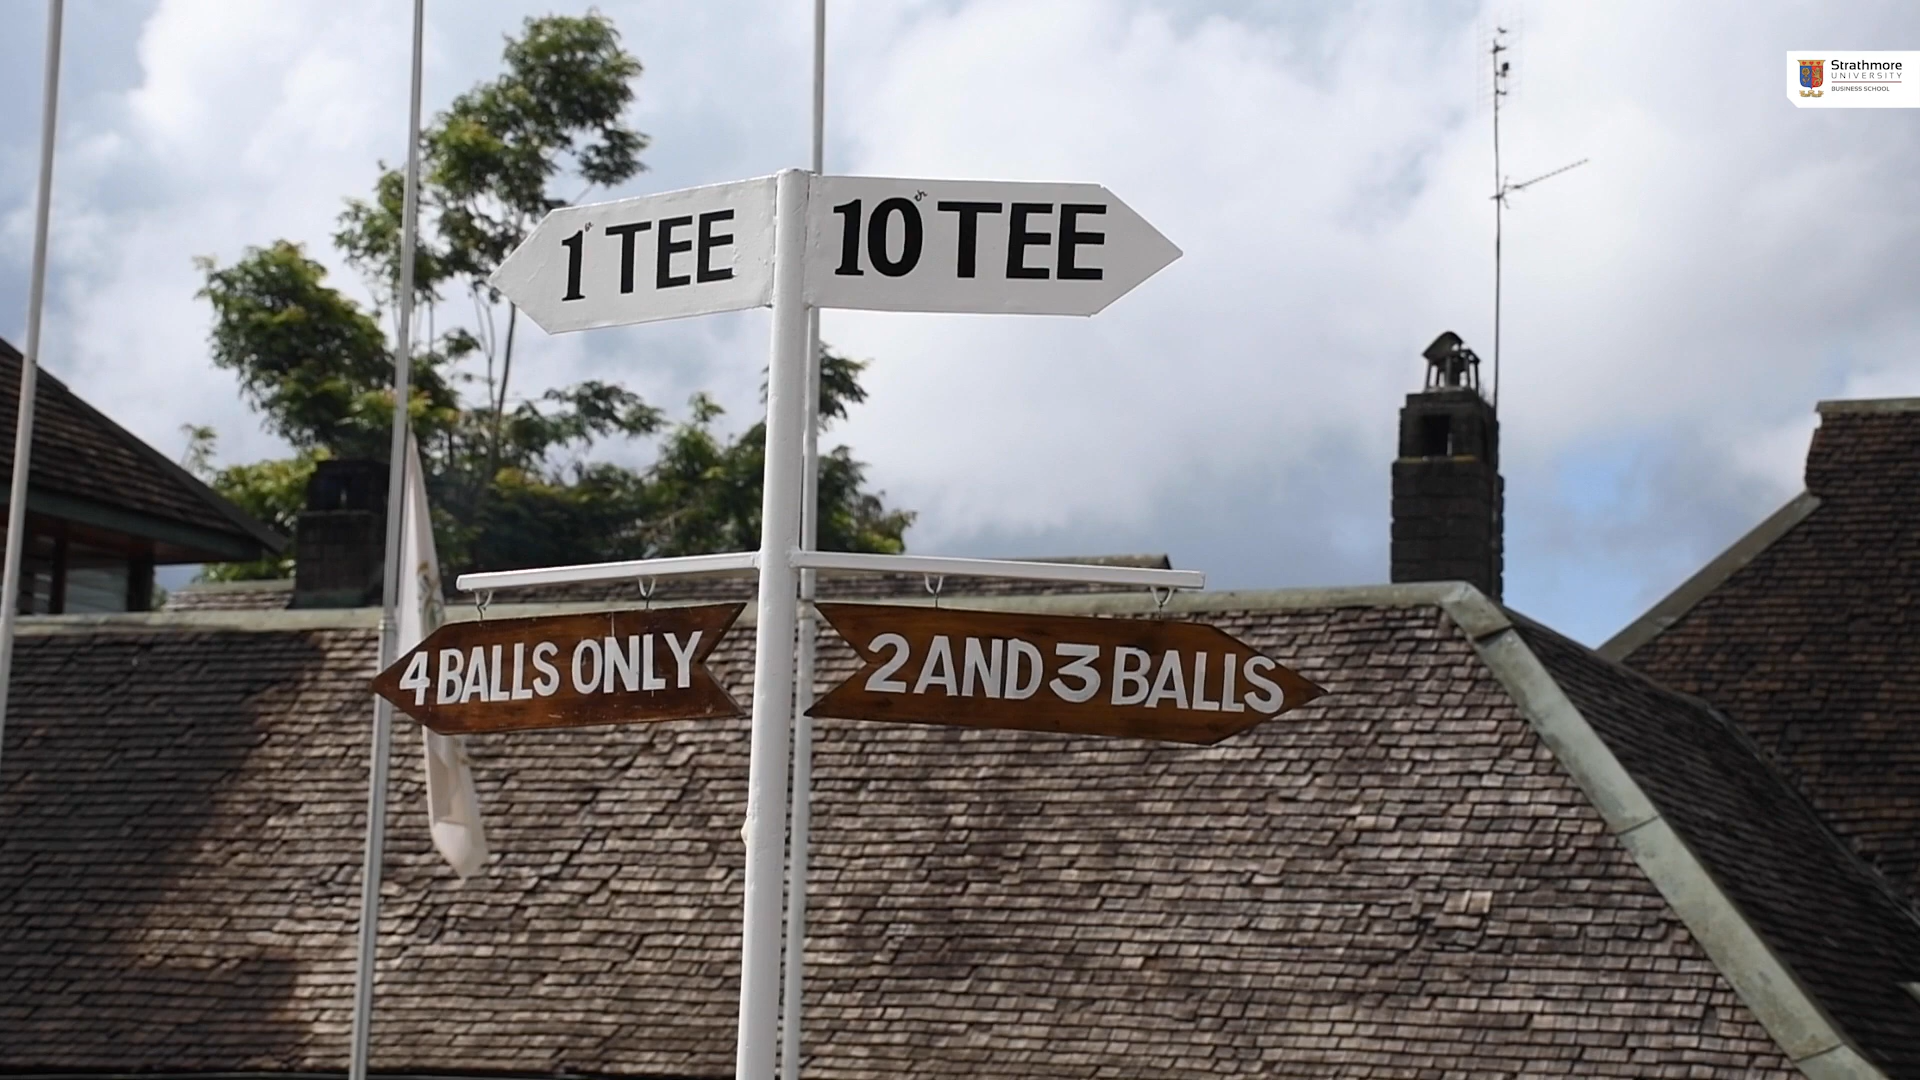 1st TEE
10th TEE
4 BALLS ONLY
2 AND 3 BALLS
Strathmore
UNIVERSITY
BUSINESS SCHOOL